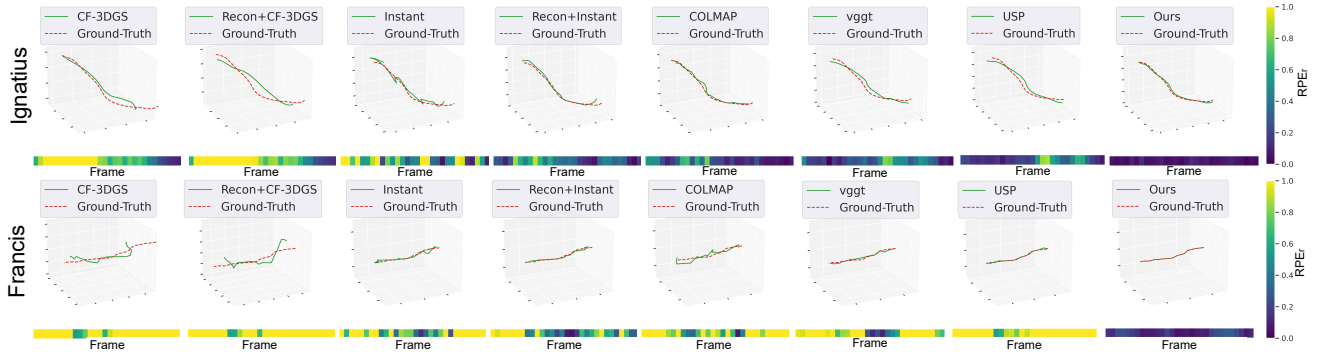 CF-3DGS
Ground-Truth
Recon+CF-3DGS
Ground-Truth
Instant
Ground-Truth
Recon+Instant
Ground-Truth
COLMAP
Ground-Truth
vggt
Ground-Truth
USP
Ground-Truth
Ours
Ground-Truth
Ignatius
Frame
Frame
Frame
Frame
Frame
Frame
Frame
Frame
1.0
0.8
0.6
0.4
0.2
0.0
RPEr
CF-3DGS
Ground-Truth
Recon+CF-3DGS
Ground-Truth
Instant
Ground-Truth
Recon+Instant
Ground-Truth
COLMAP
Ground-Truth
vggt
Ground-Truth
USP
Ground-Truth
Ours
Ground-Truth
Francis
Frame
Frame
Frame
Frame
Frame
Frame
Frame
Frame
1.0
0.8
0.6
0.4
0.2
0.0
RPEr